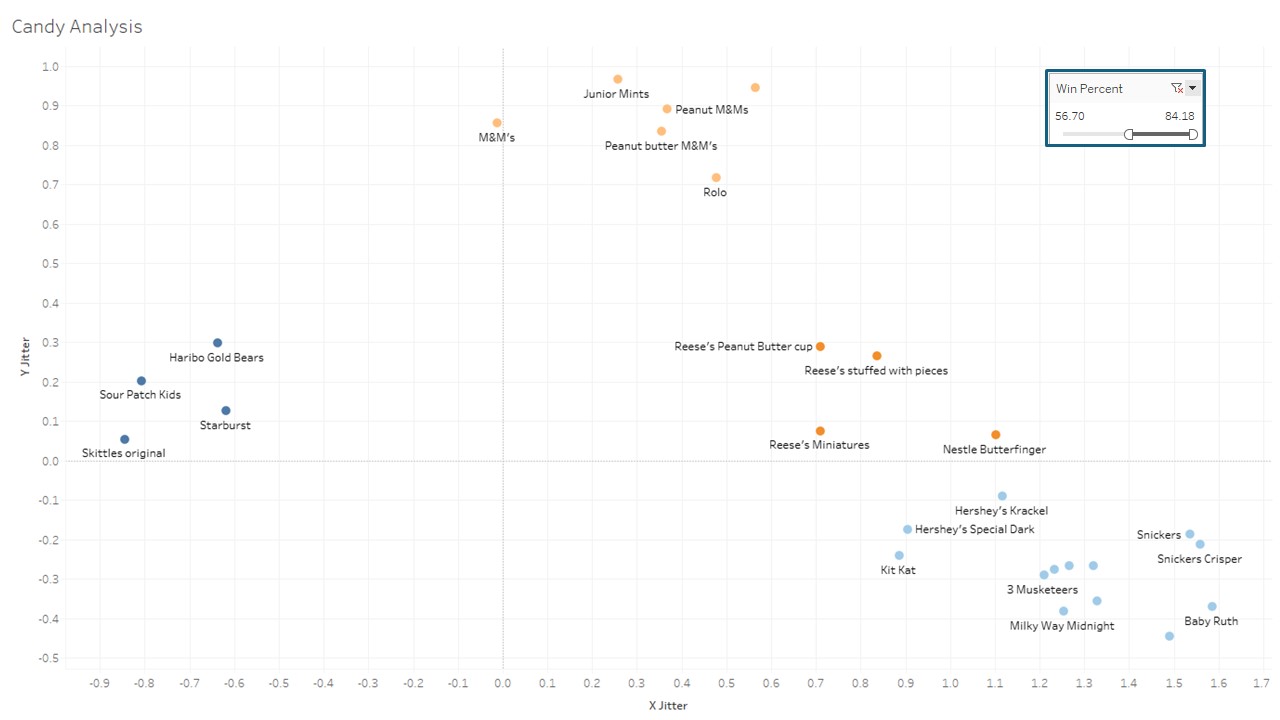 Candy Analysis
Win Percent
56.70 84.18
Y Jitter
1.0
0.9
0.8
0.7
0.6
0.5
0.4
0.3
0.2
0.1
0.0
-0.1
-0.2
-0.3
-0.4
-0.5
Junior Mints
Peanut M&Ms
M&M's
Peanut butter M&M's
Rolo
Haribo Gold Bears
Sour Patch Kids
Starburst
Skittles original
Reese's Peanut Butter cup
Reese's stuffed with pieces
Reese's Miniatures
Nestle Butterfinger
Hershey's Krackel
Hershey's Special Dark
Snickers
Snickers Crisper
Kit Kat
3 Musketeers
Milky Way Midnight
Baby Ruth
-0.9 -0.8 -0.7 -0.6 -0.5 -0.4 -0.3 -0.2 -0.1 0.0 0.1 0.2 0.3 0.4 0.5 0.6 0.7 0.8 0.9 1.0 1.1 1.2 1.3 1.4 1.5 1.6 1.7
X Jitter